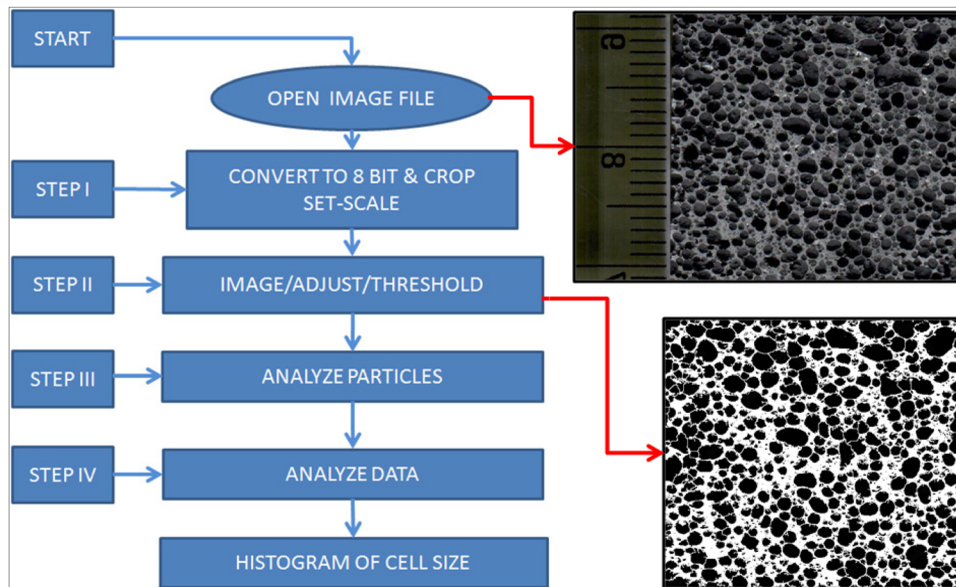 START
OPEN IMAGE FILE
STEP I
CONVERT TO 8 BIT & CROP
SET-SCALE
STEP II
IMAGE/ADJUST/THRESHOLD
STEP III
ANALYZE PARTICLES
STEP IV
ANALYZE DATA
HISTOGRAM OF CELL SIZE
9
8